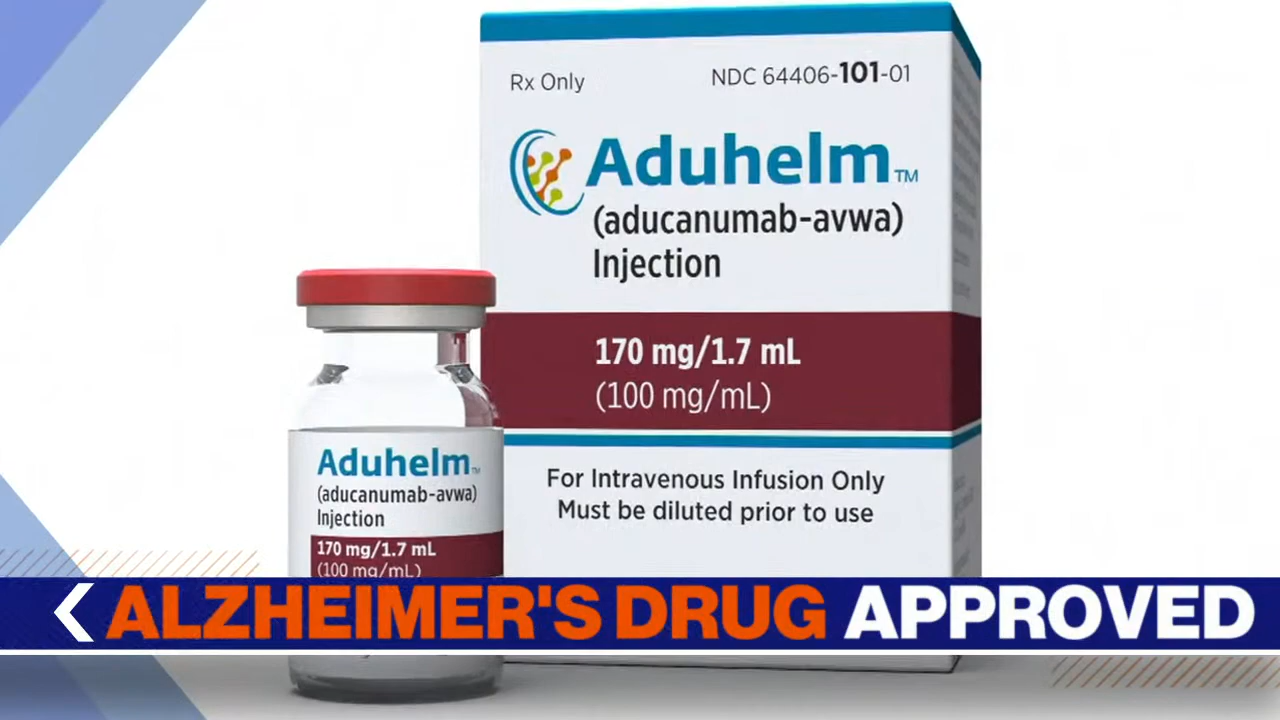 Rx Only
NDC 64406-101-01
Aduhelm™
(aducanumab-avwa)
Injection
170 mg/1.7 mL
(100 mg/mL)
For Intravenous Infusion Only
Must be diluted prior to use
Aduhelm™
(aducanumab-avwa)
Injection
170 mg/1.7 mL
(100 mg/mL)
ALZHEIMER'S DRUG APPROVED